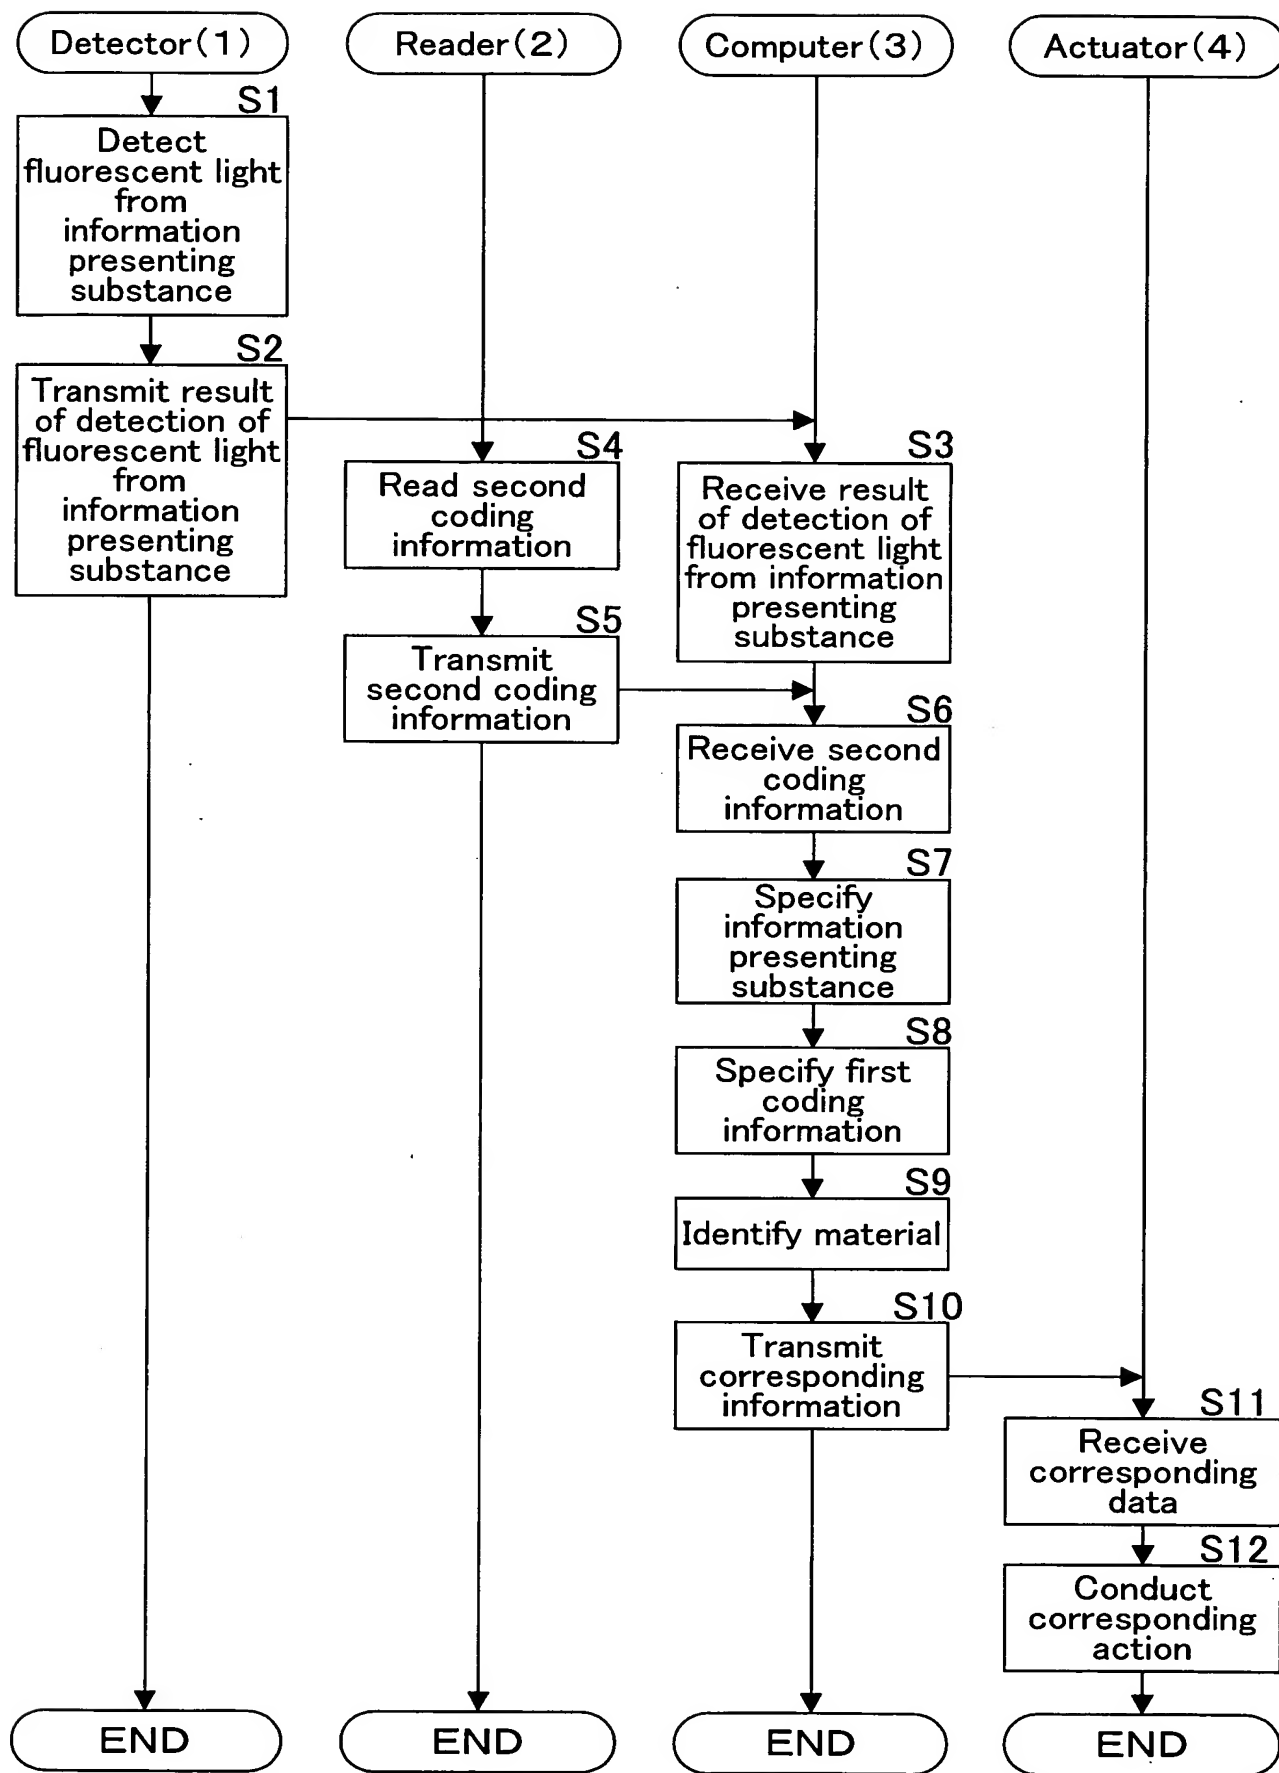 Detector(1)
Reader(2)
Computer(3)
Actuator(4)
S1
Detect
fluorescent light
from
information
presenting
substance
S2
Transmit result
of detection of
fluorescent light
from
information
presenting
substance
S4
Read second
coding
information
S5
Transmit
second coding
information
S3
Receive result
of detection of
fluorescent light
from information
presenting
substance
S6
Receive second
coding
information
S7
Specify
information
presenting
substance
S8
Specify first
coding
information
S9
Identify material
S10
Transmit
corresponding
information
S11
Receive
corresponding
data
S12
Conduct
corresponding
action
END
END
END
END